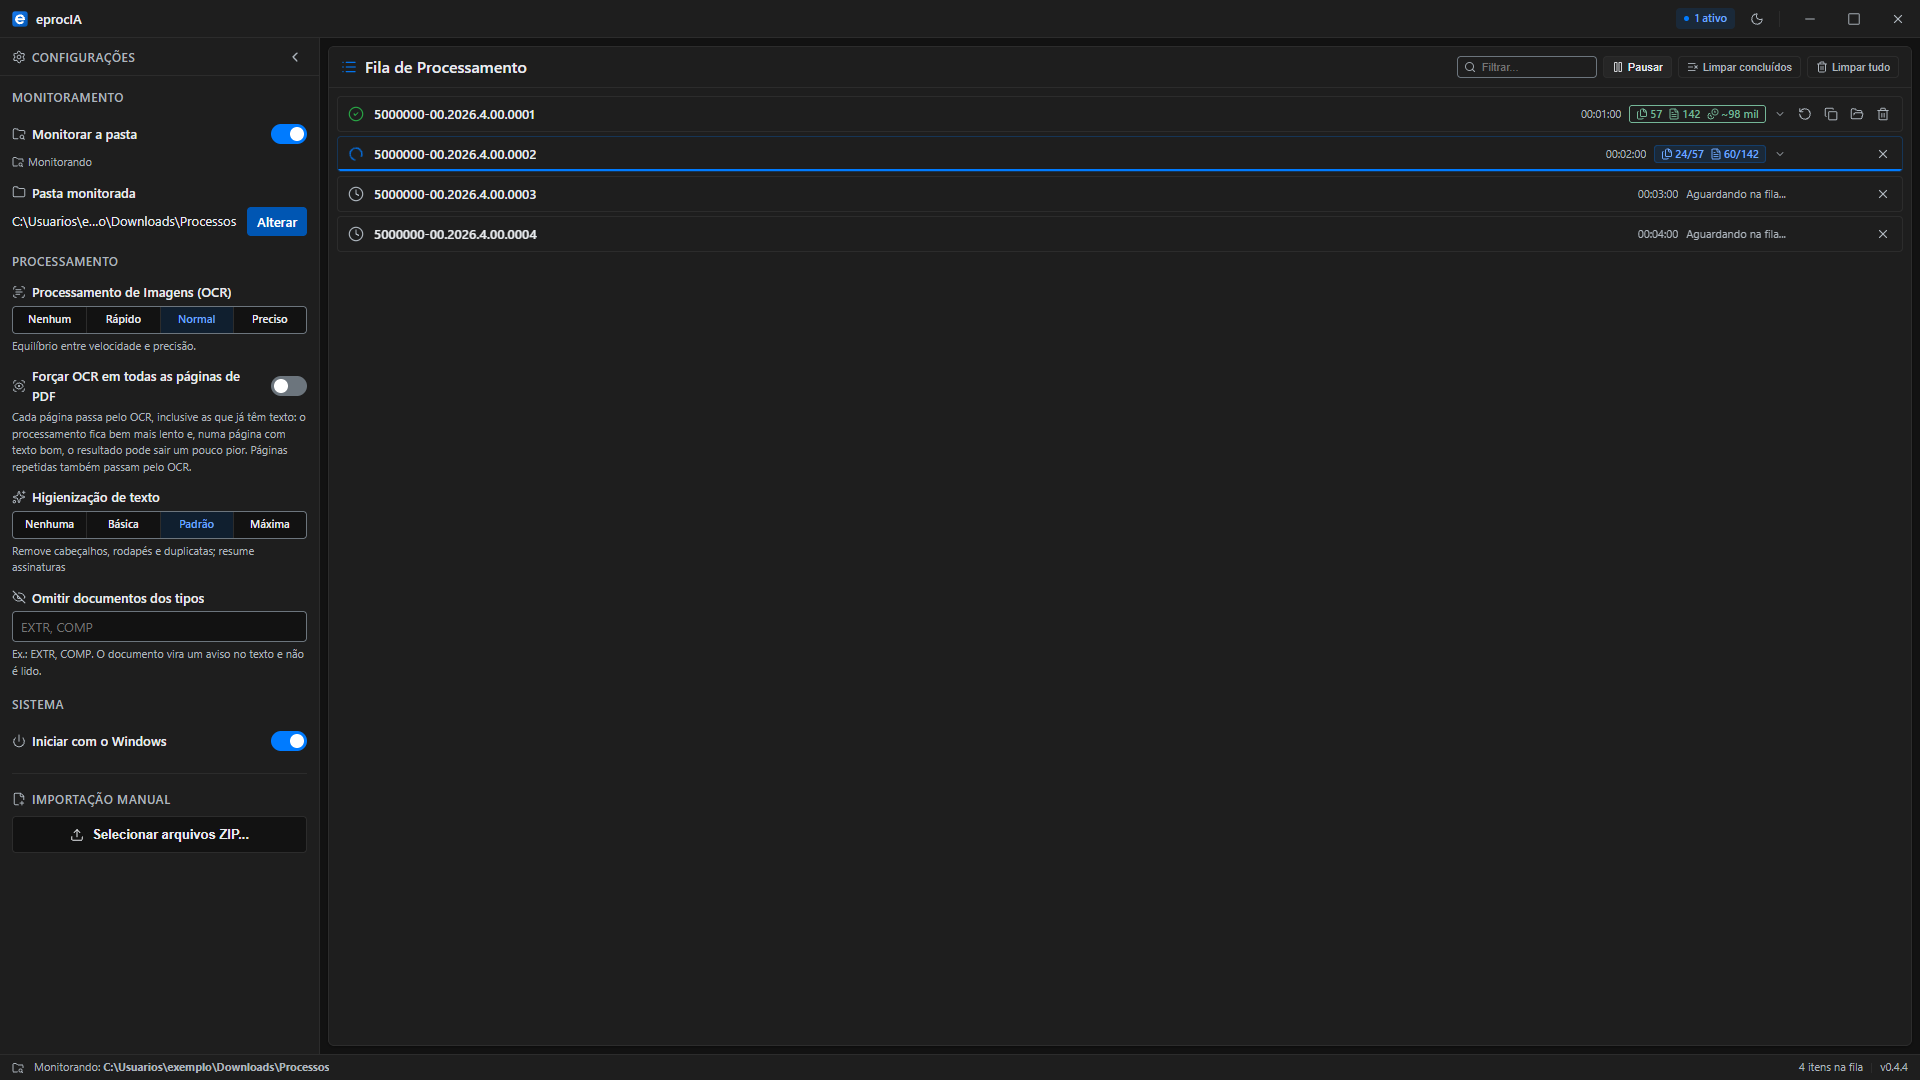 eprocIA
1 ativo
CONFIGURAÇÕES
MONITORAMENTO
Monitorar a pasta
Monitorando
Pasta monitorada
C:\Usuarios\e...o\Downloads\Processos
Alterar
PROCESSAMENTO
Processamento de Imagens (OCR)
Nenhum Rápido Normal Preciso
Equilíbrio entre velocidade e precisão.
Forçar OCR em todas as páginas de
PDF
Cada página passa pelo OCR, inclusive as que já têm texto: o
processamento fica bem mais lento e, numa página com
texto bom, o resultado pode sair um pouco pior. Páginas
repetidas também passam pelo OCR.
Higienização de texto
Nenhuma Básica Padrão Máxima
Remove cabeçalhos, rodapés e duplicatas; resume
assinaturas
Omitir documentos dos tipos
EXTR, COMP
Ex.: EXTR, COMP. O documento vira um aviso no texto e não
é lido.
SISTEMA
Iniciar com o Windows
IMPORTAÇÃO MANUAL
Selecionar arquivos ZIP...
Fila de Processamento
Filtrar...
Pausar
Limpar concluídos
Limpar tudo
5000000-00.2026.4.00.0001 00:01:00 57 142 ~98 mil
5000000-00.2026.4.00.0002 00:02:00 24/57 60/142
5000000-00.2026.4.00.0003 00:03:00 Aguardando na fila...
5000000-00.2026.4.00.0004 00:04:00 Aguardando na fila...
Monitorando: C:\Usuarios\exemplo\Downloads\Processos
4 itens na fila
v0.4.4